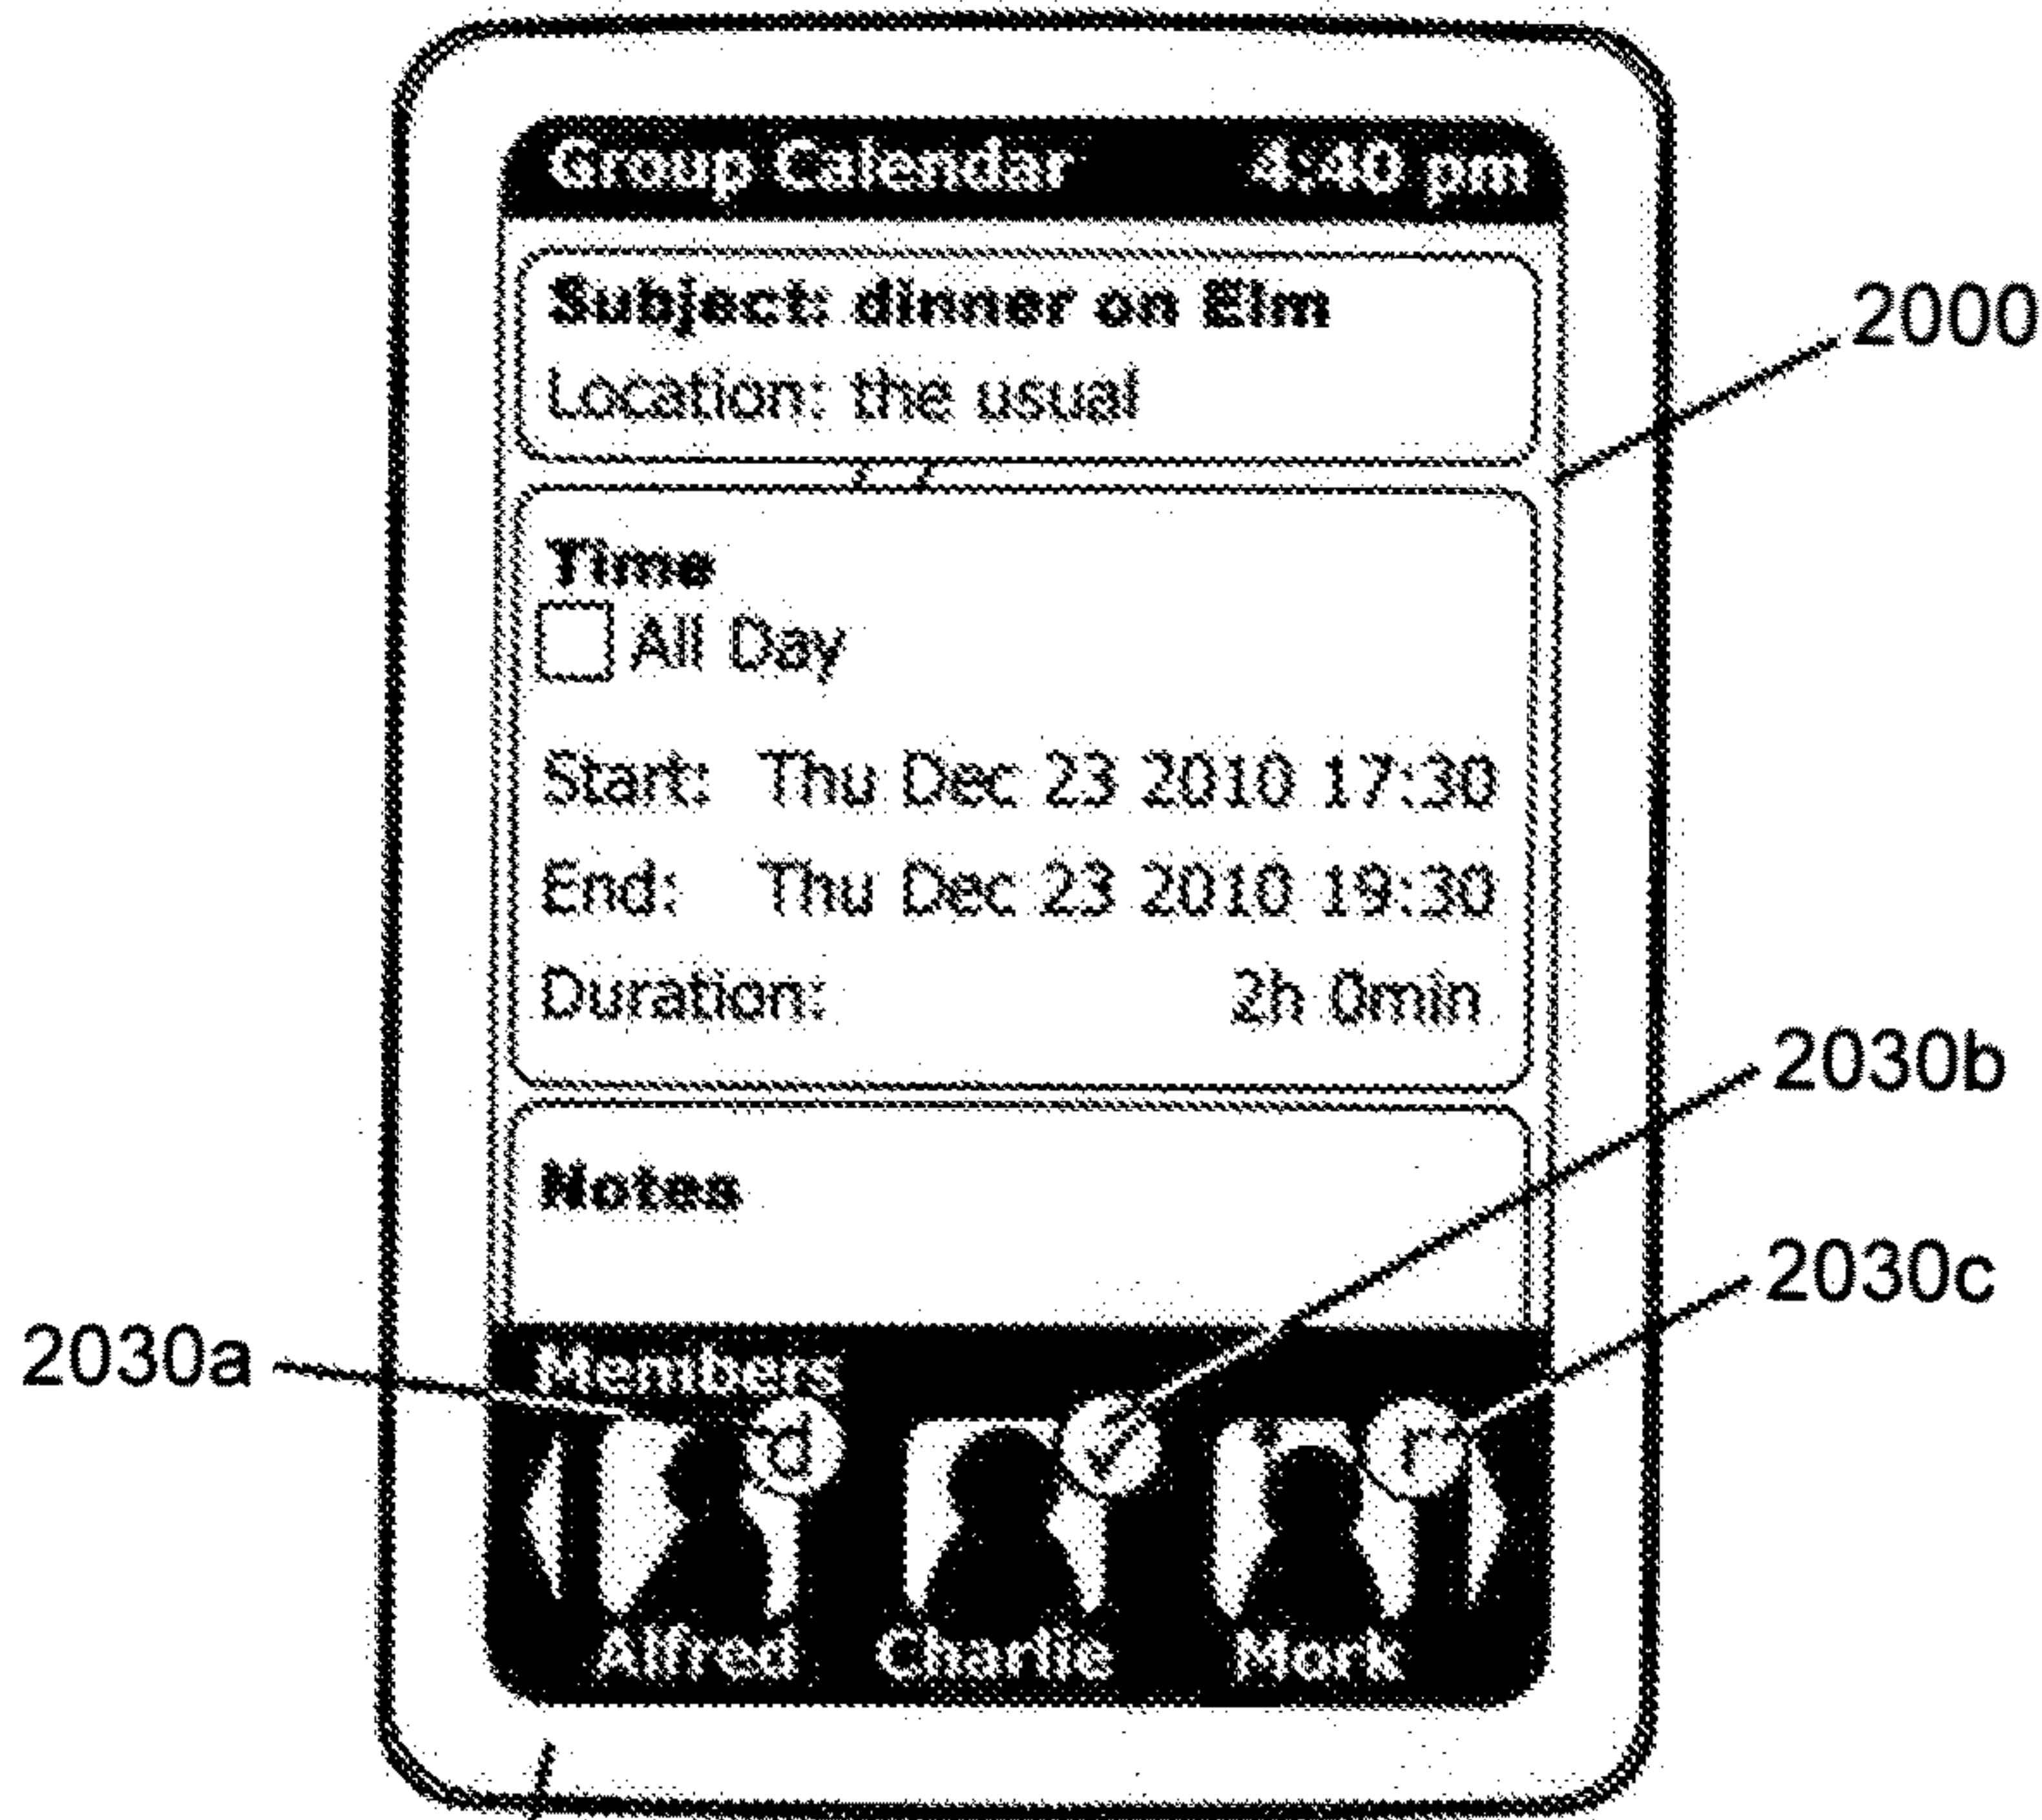 Group Calendar 4:40 pm
Subject: dinner on Elm
Location: the usual
2000
Time
All Day
Start: Thu Dec 23 2010 17:30
End: Thu Dec 23 2010 19:30
Duration: 2h 0min
2030b
Notes
2030c
2030a
Members
d ✓ r
Alfred Charlie Mork